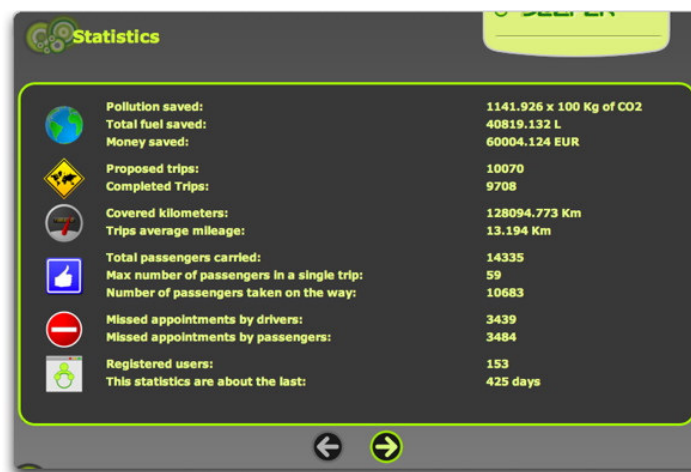 Statistics
Pollution saved: 1141.926 x 100 Kg of CO2
Total fuel saved: 40819.132 L
Money saved: 60004.124 EUR
Proposed trips: 10070
Completed Trips: 9708
Covered kilometers: 128094.773 Km
Trips average mileage: 13.194 Km
Total passengers carried: 14335
Max number of passengers in a single trip: 59
Number of passengers taken on the way: 10683
Missed appointments by drivers: 3439
Missed appointments by passengers: 3484
Registered users: 153
This statistics are about the last: 425 days